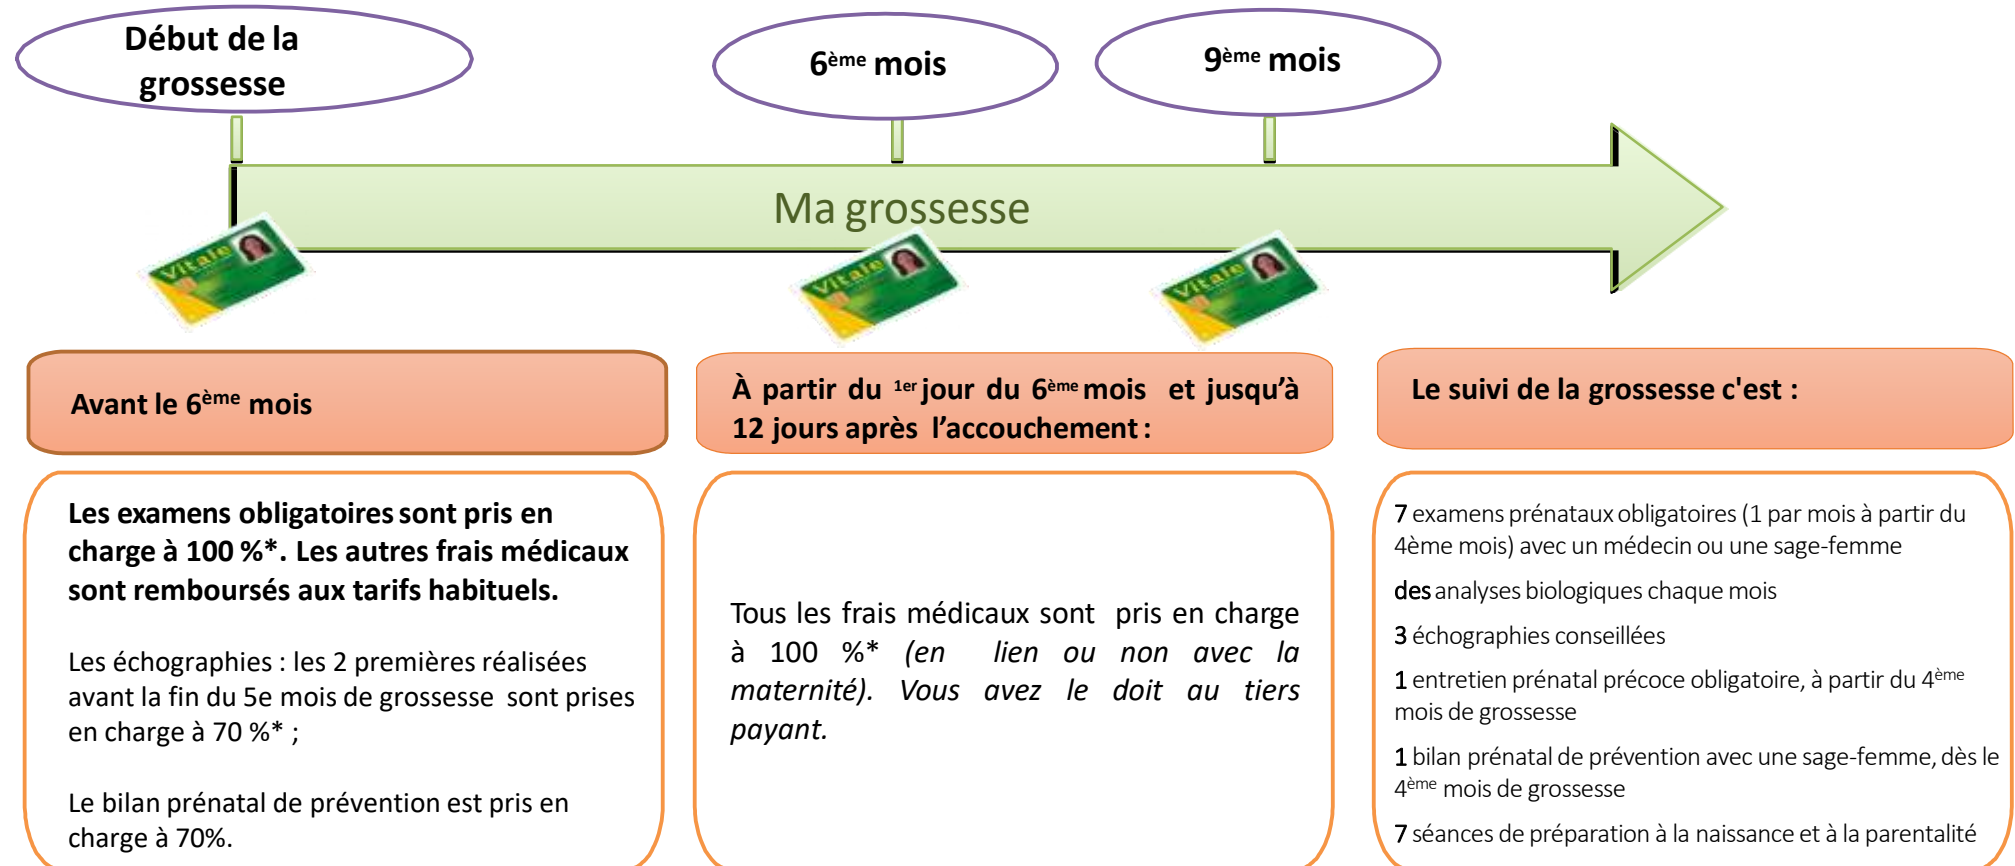 Début de la
grossesse
6ème mois
9ème mois
Ma grossesse
Vitale
Vitale
Vitale
Avant le 6ème mois
Les examens obligatoires sont pris en
charge à 100 %*. Les autres frais médicaux
sont remboursés aux tarifs habituels.
Les échographies : les 2 premières réalisées
avant la fin du 5e mois de grossesse sont prises
en charge à 70 %* ;
Le bilan prénatal de prévention est pris en
charge à 70%.
À partir du 1er jour du 6ème mois et jusqu'à
12 jours après l’accouchement :
Tous les frais médicaux sont pris en charge
à 100 %* (en lien ou non avec la
maternité). Vous avez le doit au tiers
payant.
Le suivi de la grossesse c'est :
7 examens prénataux obligatoires (1 par mois à partir du
4ème mois) avec un médecin ou une sage-femme
des analyses biologiques chaque mois
3 échographies conseillées
1 entretien prénatal précoce obligatoire, à partir du 4ème
mois de grossesse
1 bilan prénatal de prévention avec une sage-femme, dès le
4ème mois de grossesse
7 séances de préparation à la naissance et à la parentalité